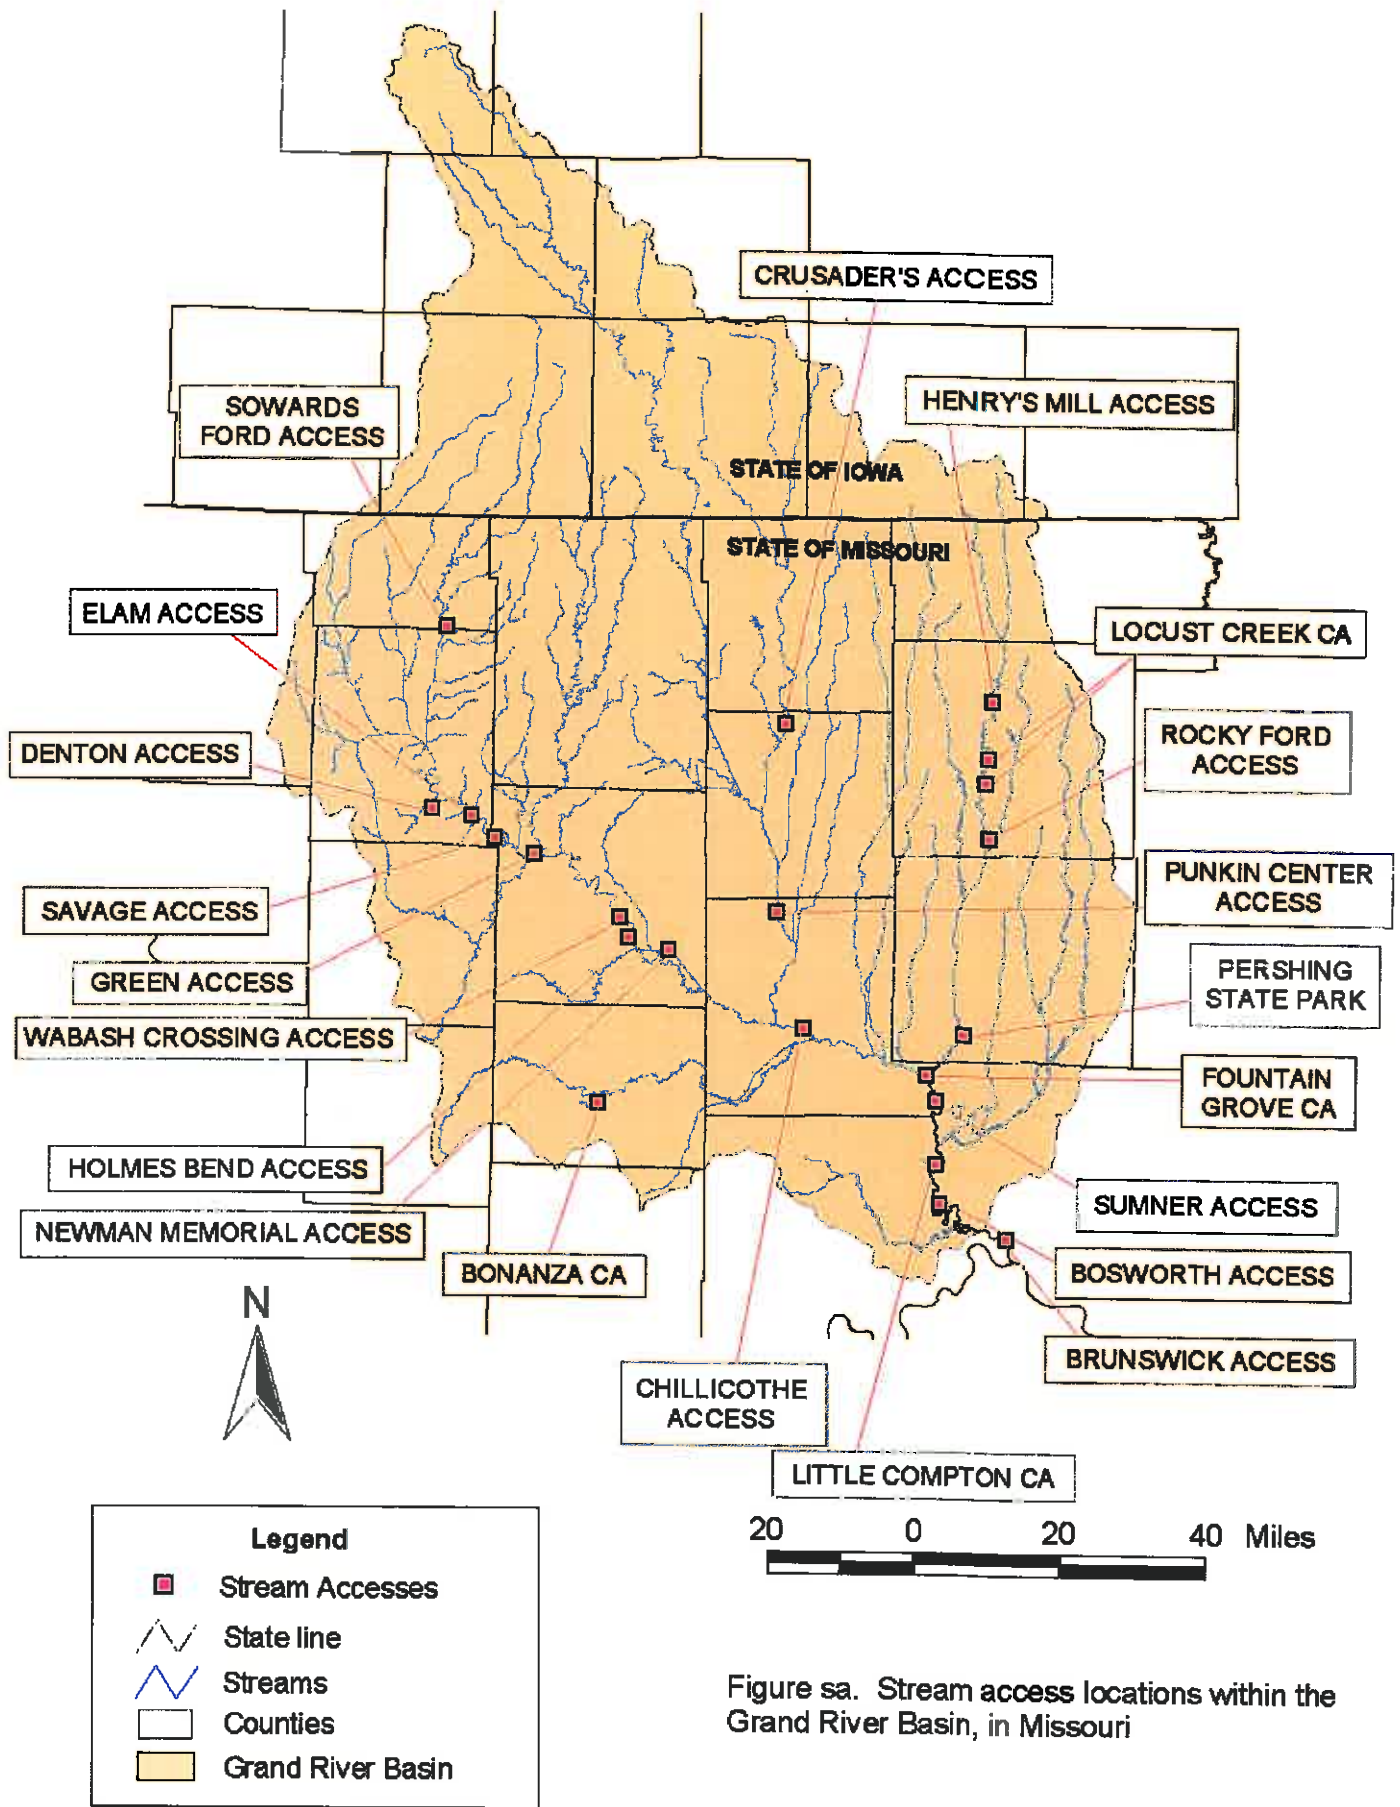 CRUSADER'S ACCESS
HENRY'S MILL ACCESS
SOWARDS
FORD ACCESS
STATE OF IOWA
STATE OF MISSOURI
ELAM ACCESS
LOCUST CREEK CA
DENTON ACCESS
ROCKY FORD
ACCESS
PUNKIN CENTER
ACCESS
SAVAGE ACCESS
GREEN ACCESS
PERSHING
STATE PARK
WABASH CROSSING ACCESS
FOUNTAIN
GROVE CA
HOLMES BEND ACCESS
SUMNER ACCESS
NEWMAN MEMORIAL ACCESS
BONANZA CA
BOSWORTH ACCESS
BRUNSWICK ACCESS
N
CHILLICOTHE
ACCESS
LITTLE COMPTON CA
20 0 20 40 Miles
Legend
Stream Accesses
State line
Streams
Counties
Grand River Basin
Figure sa. Stream access locations within the
Grand River Basin, in Missouri